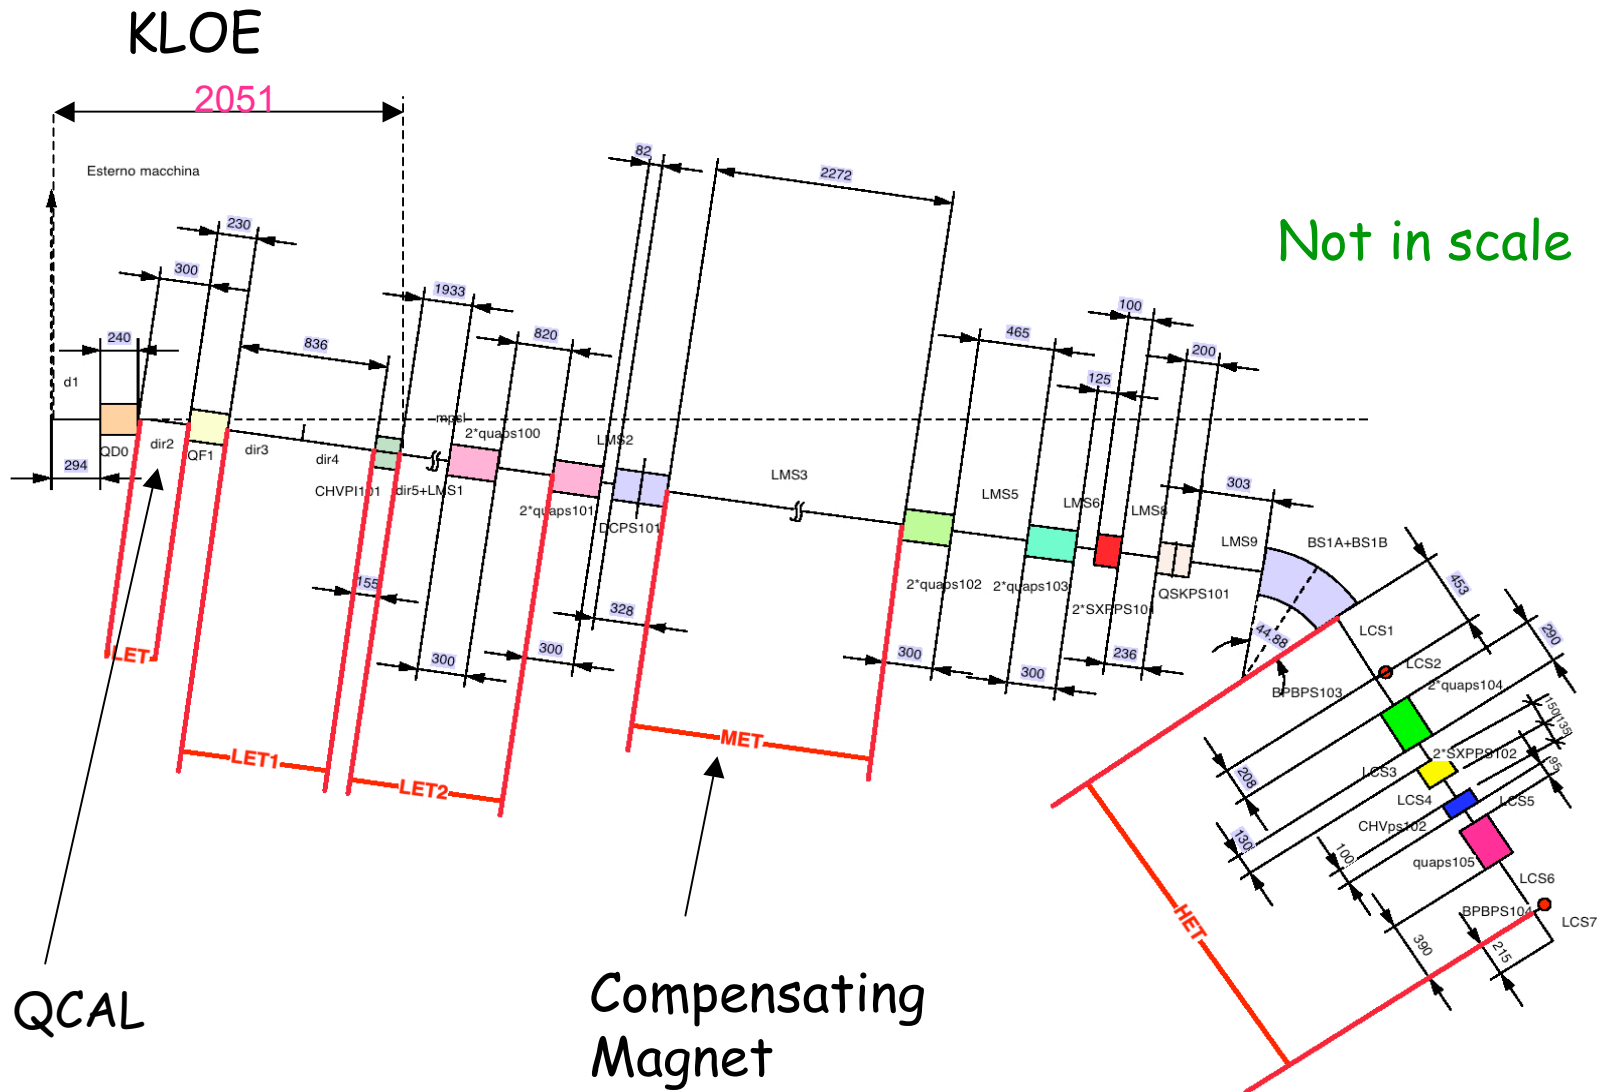 KLOE
2051
Esterno macchina
82
2272
230
Not in scale
300
1933
100
240
836
820
465
200
125
d1
mpsl
2*quaps100
LMS2
dir2
QD0
QF1
dir3
dir4
294
CHVPI101
dir5+LMS1
2*quaps101
DCPS101
LMS3
LMS5
LMS6
LMS8
303
LMS9
BS1A+BS1B
2*quaps102
2*quaps103
2*SXPPS101
QSKPS101
453
155
328
44.88
LCS1
290
LCS2
LET
300
300
300
300
236
BPBPS103
2*quaps104
150
135
2*SXPPS102
95
LET1
LET2
MET
208
LCS3
LCS4
LCS5
CHVps102
130
100
quaps105
LCS6
BPBPS104
LCS7
HET
390
215
QCAL
Compensating
Magnet